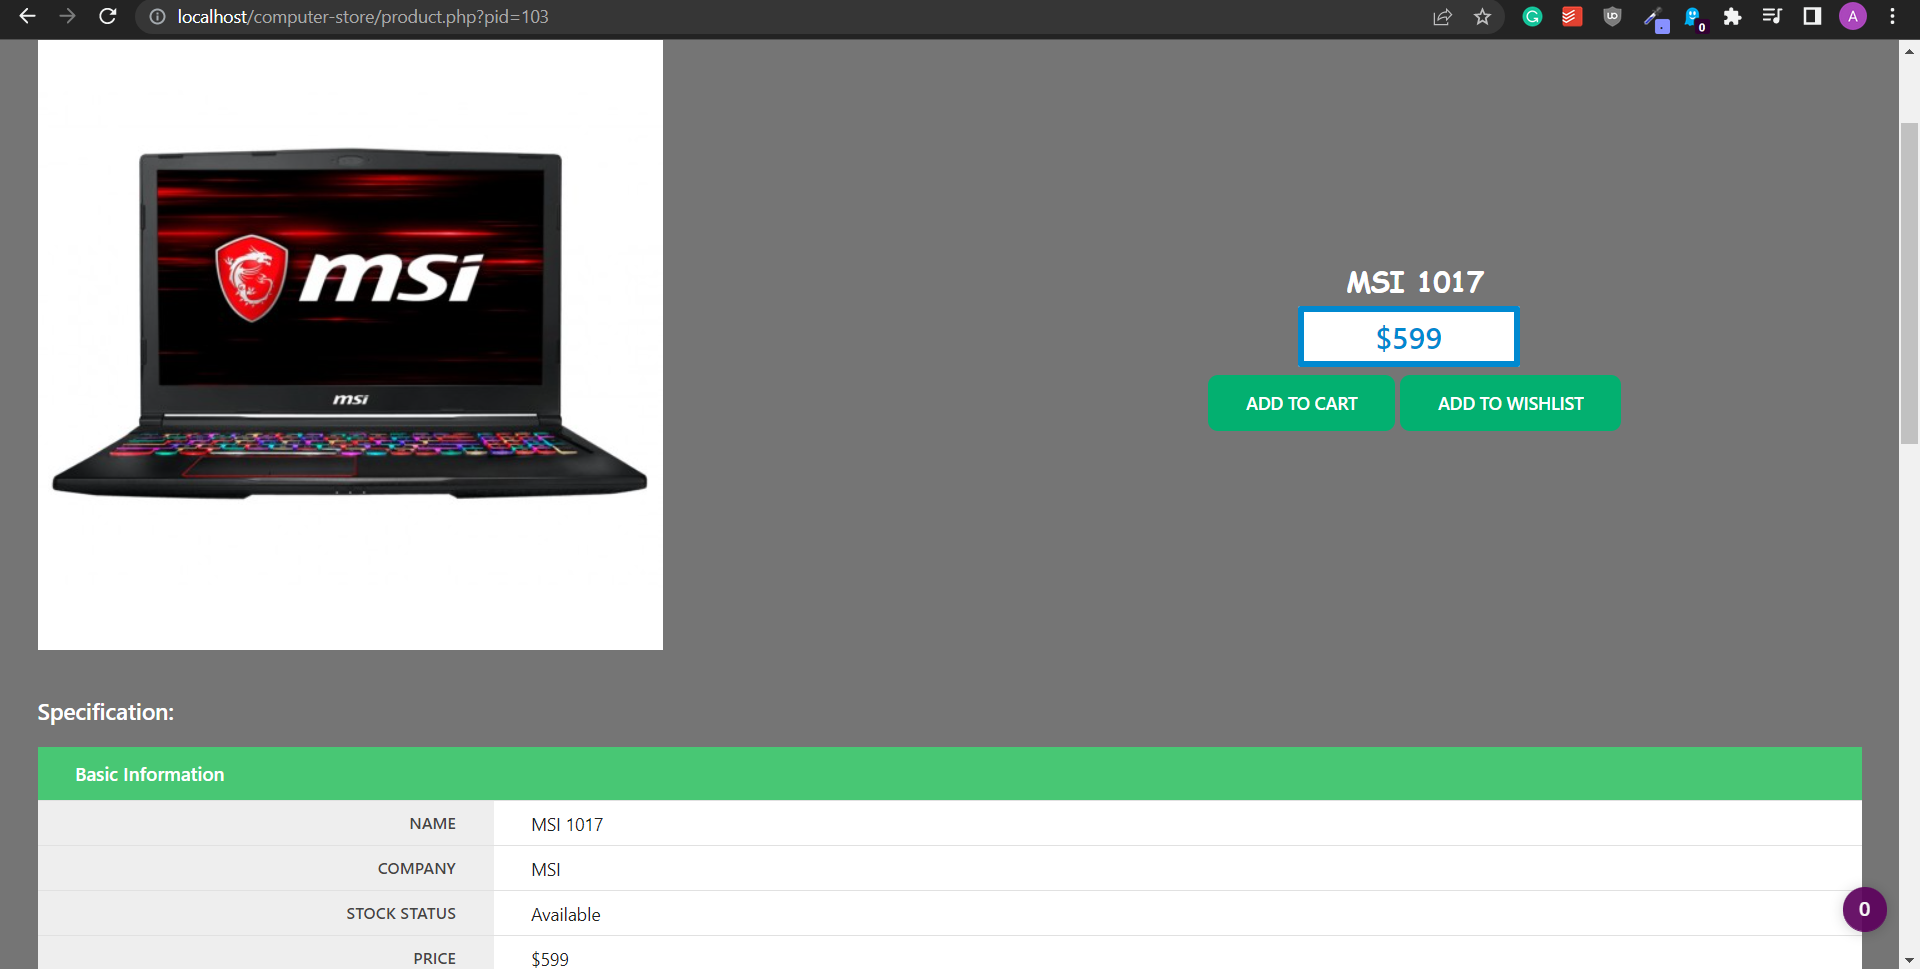 localhost/computer-store/product.php?pid=103
A
0
msi
msi
MSI 1017
$599
ADD TO CART
ADD TO WISHLIST
Specification:
Basic Information
NAME MSI 1017
COMPANY MSI
STOCK STATUS Available
PRICE $599
0